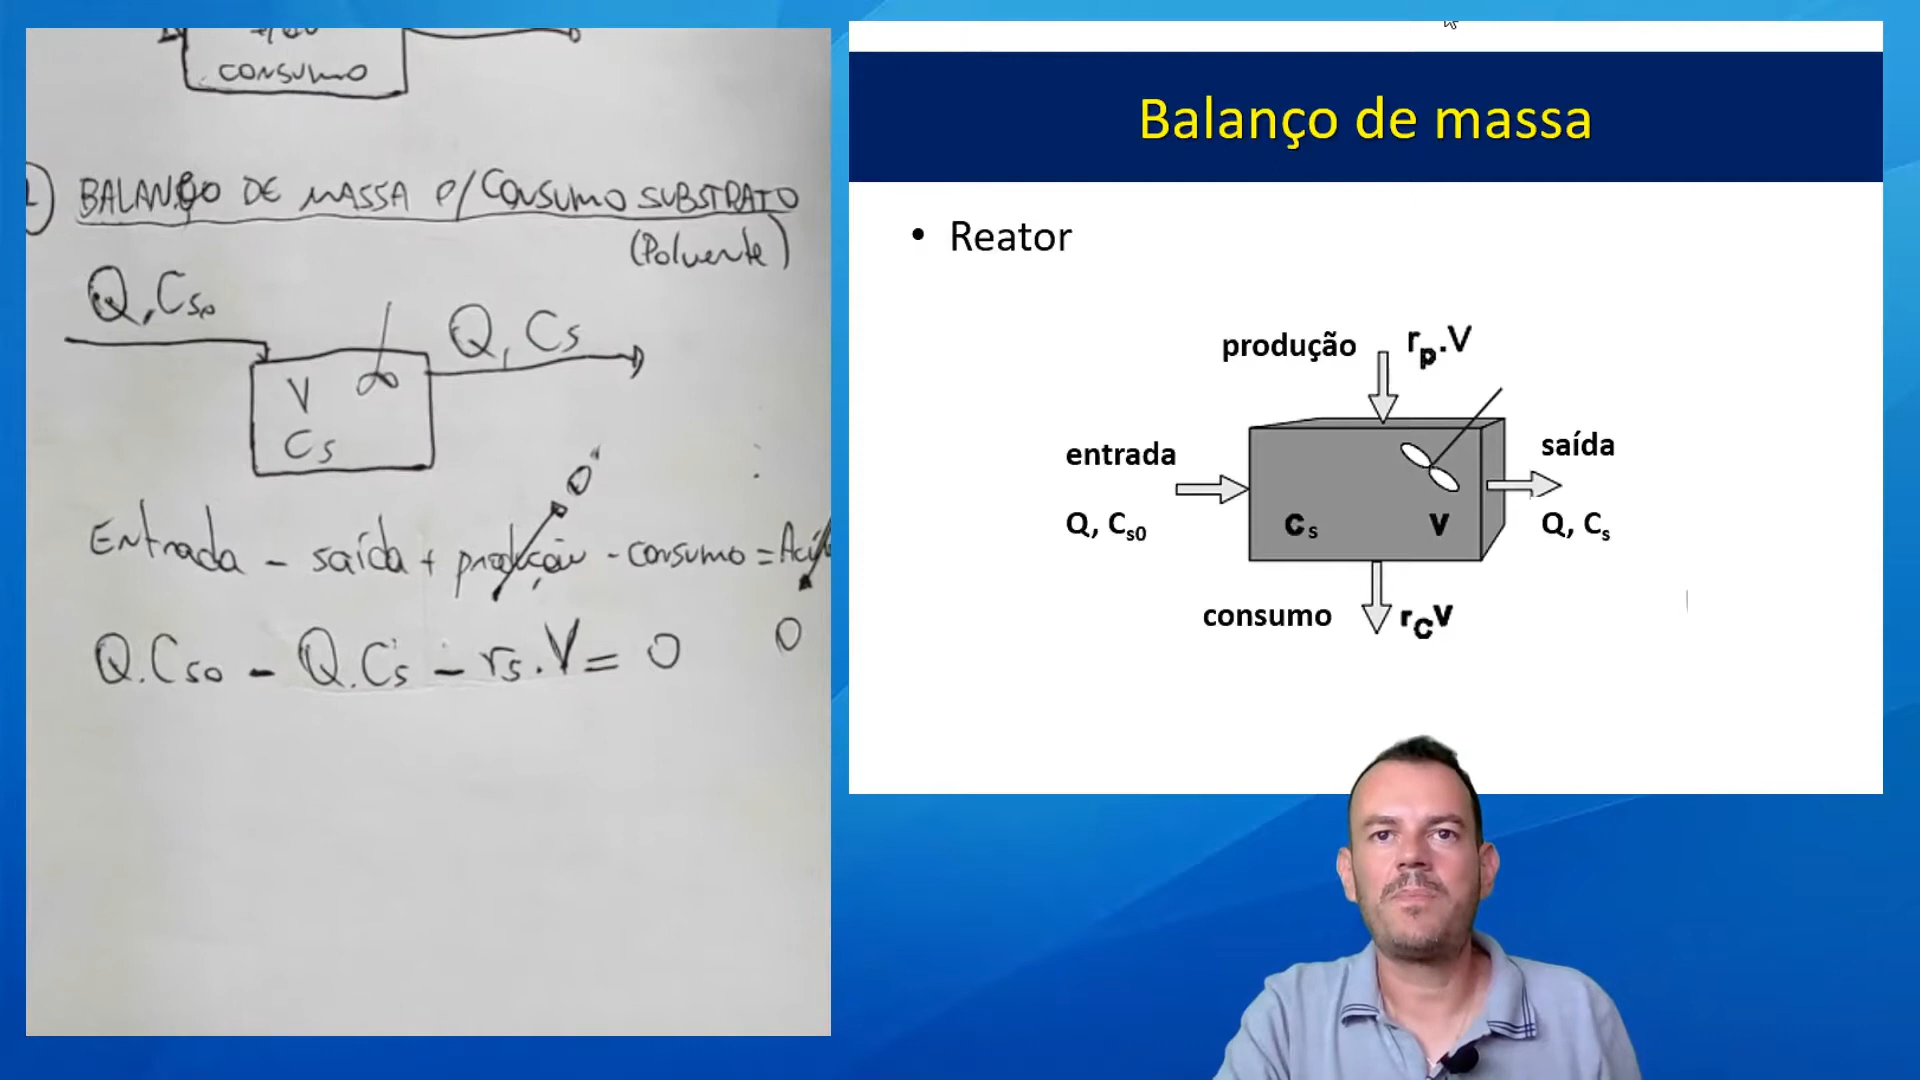 CONSUMO
BALANÇO DE MASSA P/ CONSUMO SUBSTRATO
(Poluente)
Q, Cs₀
Q, Cs
V
Cs
0
Entrada - saída + produção - consumo =
0
Q.Cs0 - Q.Cs - rs.V = 0
Balanço de massa
• Reator
produção rp.V
entrada
saída
Q, Cs0
Cs V
Q, Cs
consumo rCV